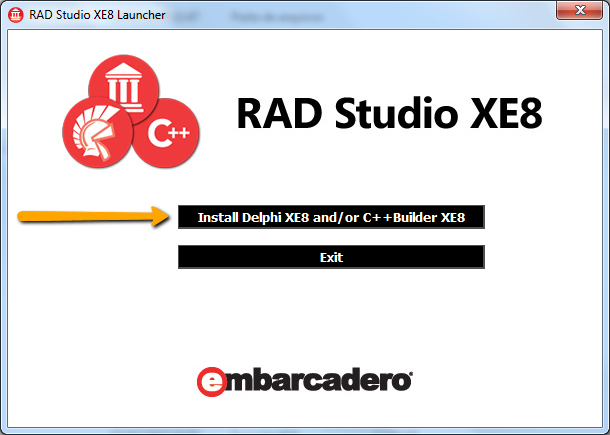 RAD Studio XE8 Launcher
C++
RAD Studio XE8
Install Delphi XE8 and/or C++Builder XE8
Exit
embarcadero